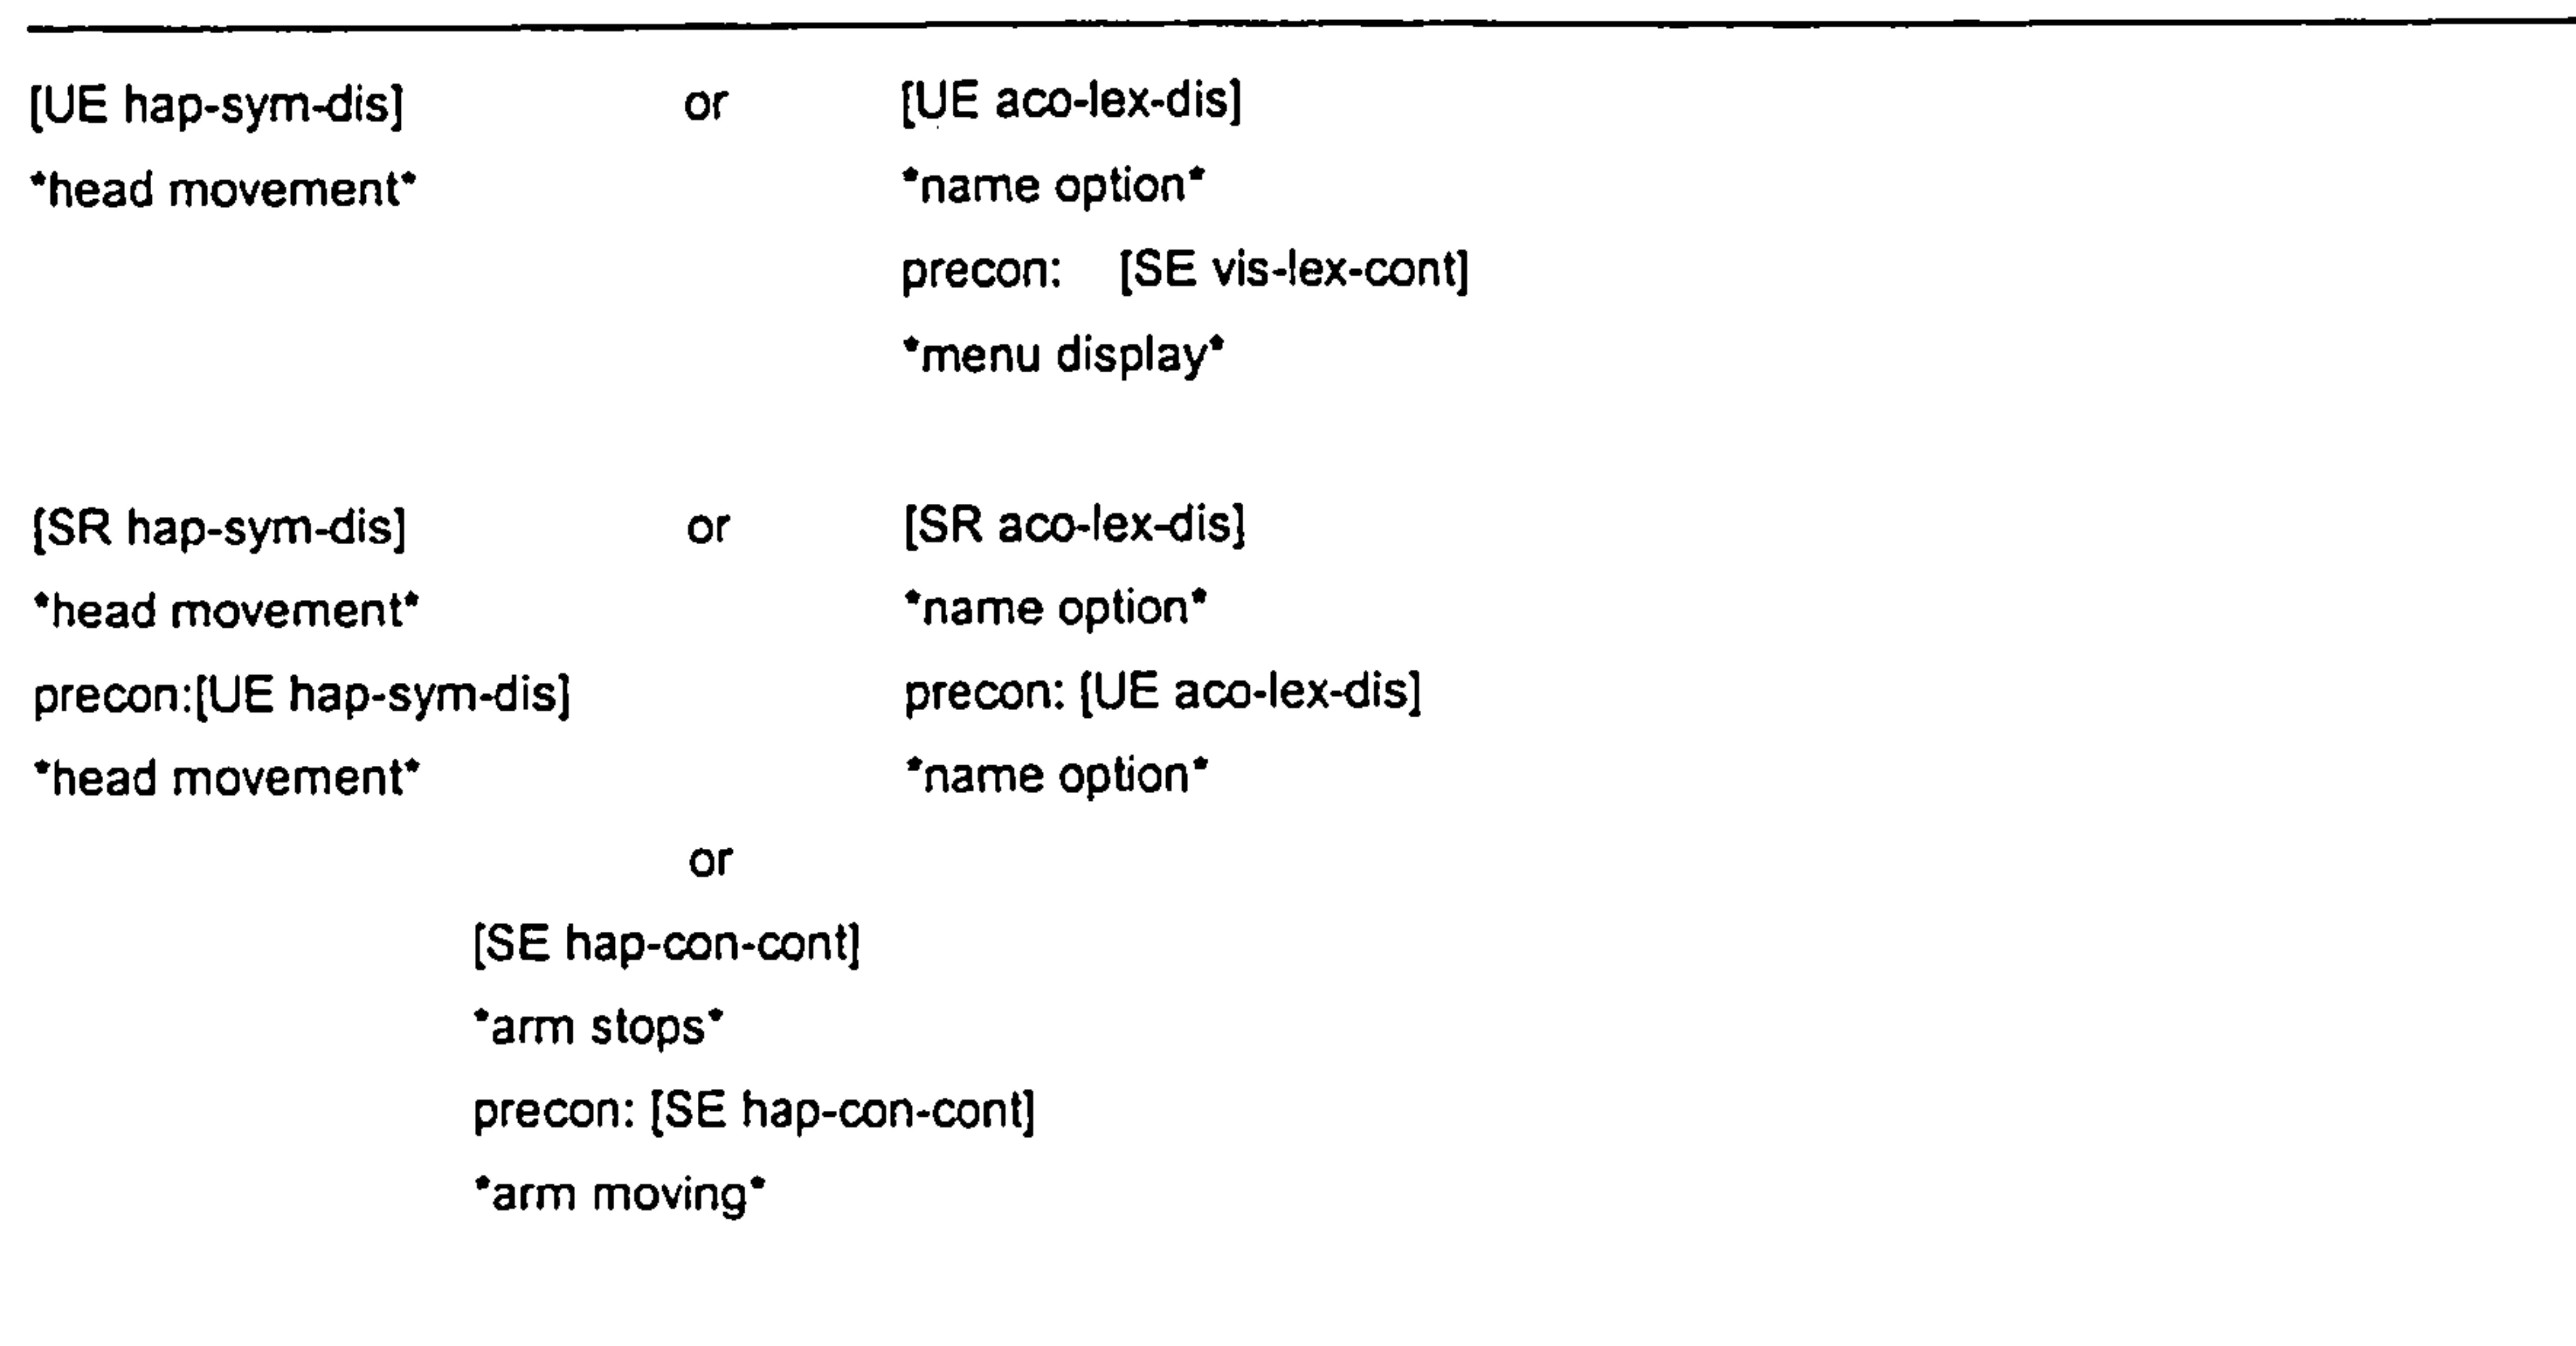 [UE hap-sym-dis] or [UE aco-lex-dis]
*head movement* *name option*
precon: [SE vis-lex-cont]
*menu display*
[SR hap-sym-dis] or [SR aco-lex-dis]
*head movement* *name option*
precon:[UE hap-sym-dis] precon: [UE aco-lex-dis]
*head movement* *name option*
or
[SE hap-con-cont]
*arm stops*
precon: [SE hap-con-cont]
*arm moving*